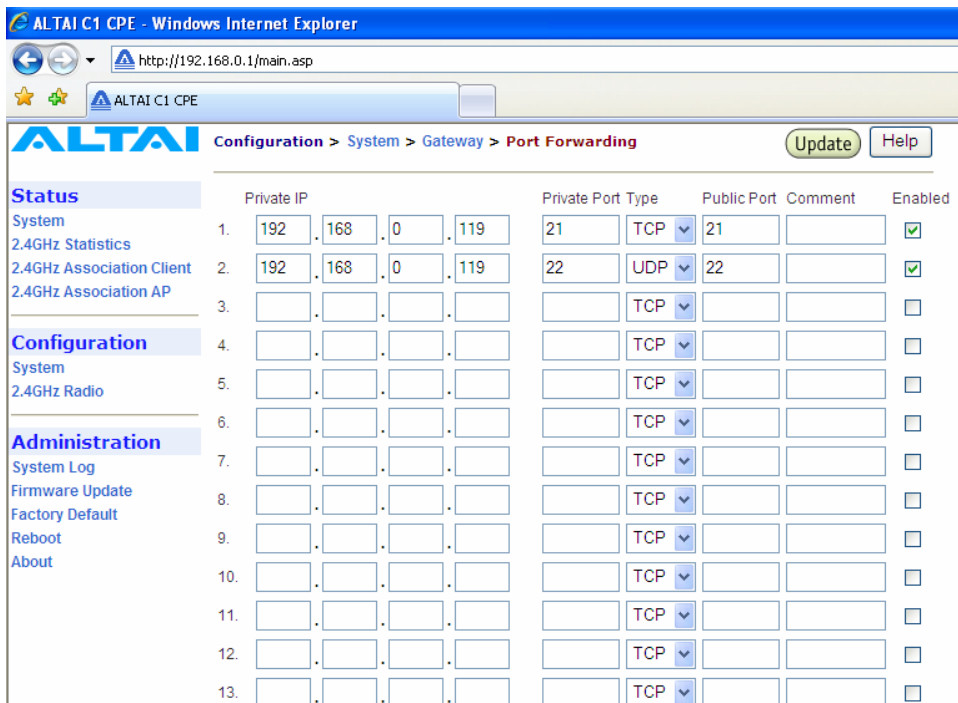 ALTAI C1 CPE - Windows Internet Explorer
http://192.168.0.1/main.asp
ALTAI C1 CPE
ALTAI
Configuration > System > Gateway > Port Forwarding
Update
Help
Status
System
2.4GHz Statistics
2.4GHz Association Client
2.4GHz Association AP
Configuration
System
2.4GHz Radio
Administration
System Log
Firmware Update
Factory Default
Reboot
About
Private IP Private Port Type Public Port Comment Enabled
1. 192 . 168 . 0 . 119 21 TCP 21
2. 192 . 168 . 0 . 119 22 UDP 22
3. . . . TCP
4. . . . TCP
5. . . . TCP
6. . . . TCP
7. . . . TCP
8. . . . TCP
9. . . . TCP
10. . . . TCP
11. . . . TCP
12. . . . TCP
13. . . . TCP